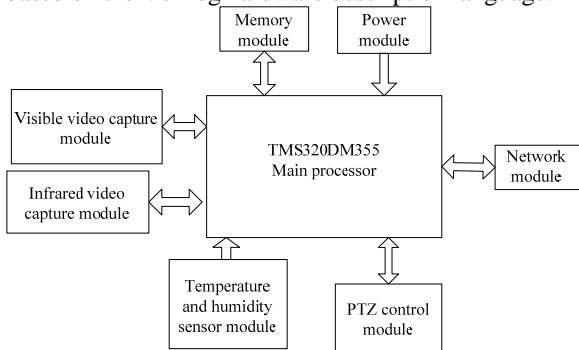 Memory
module
Power
module
Visible video capture
module
TMS320DM355
Main processor
Network
module
Infrared video
capture module
Temperature
and humidity
sensor module
PTZ control
module